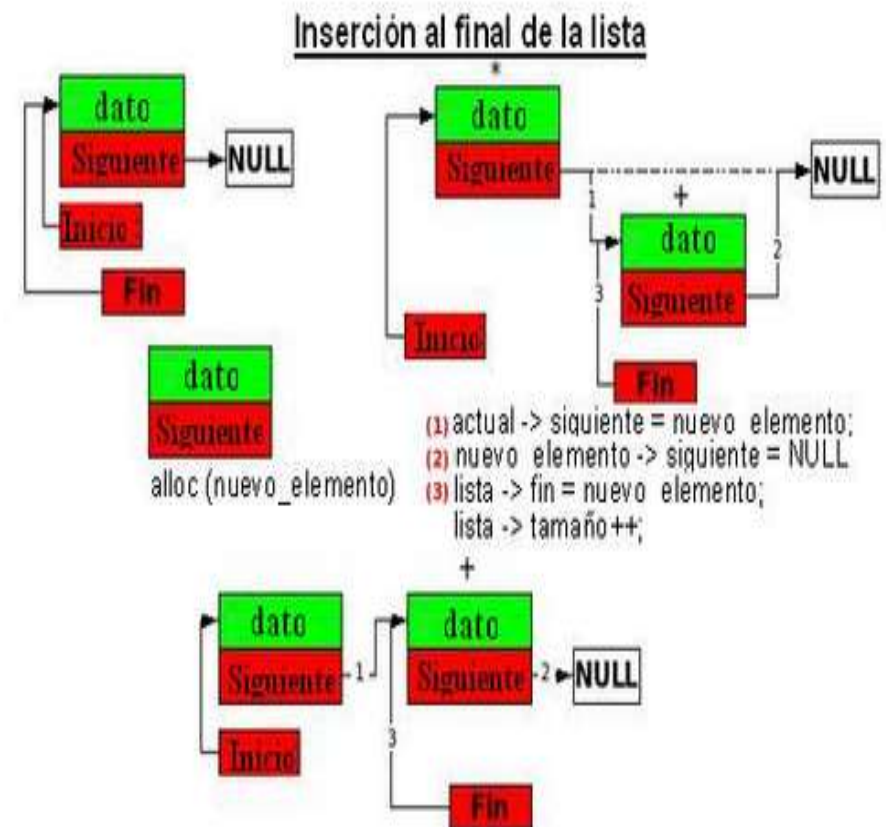 Inserción al final de la lista
*
dato
Siguiente
NULL
Inicio
Fin
dato
Siguiente
alloc (nuevo_elemento)
dato
Siguiente
NULL
1
+
dato
Siguiente
2
3
Inicio
Fin
(1) actual -> siguiente = nuevo elemento;
(2) nuevo elemento -> siguiente = NULL
(3) lista -> fin = nuevo elemento;
lista -> tamaño++;
+
dato
Siguiente
1
dato
Siguiente
2
NULL
Inicio
3
Fin